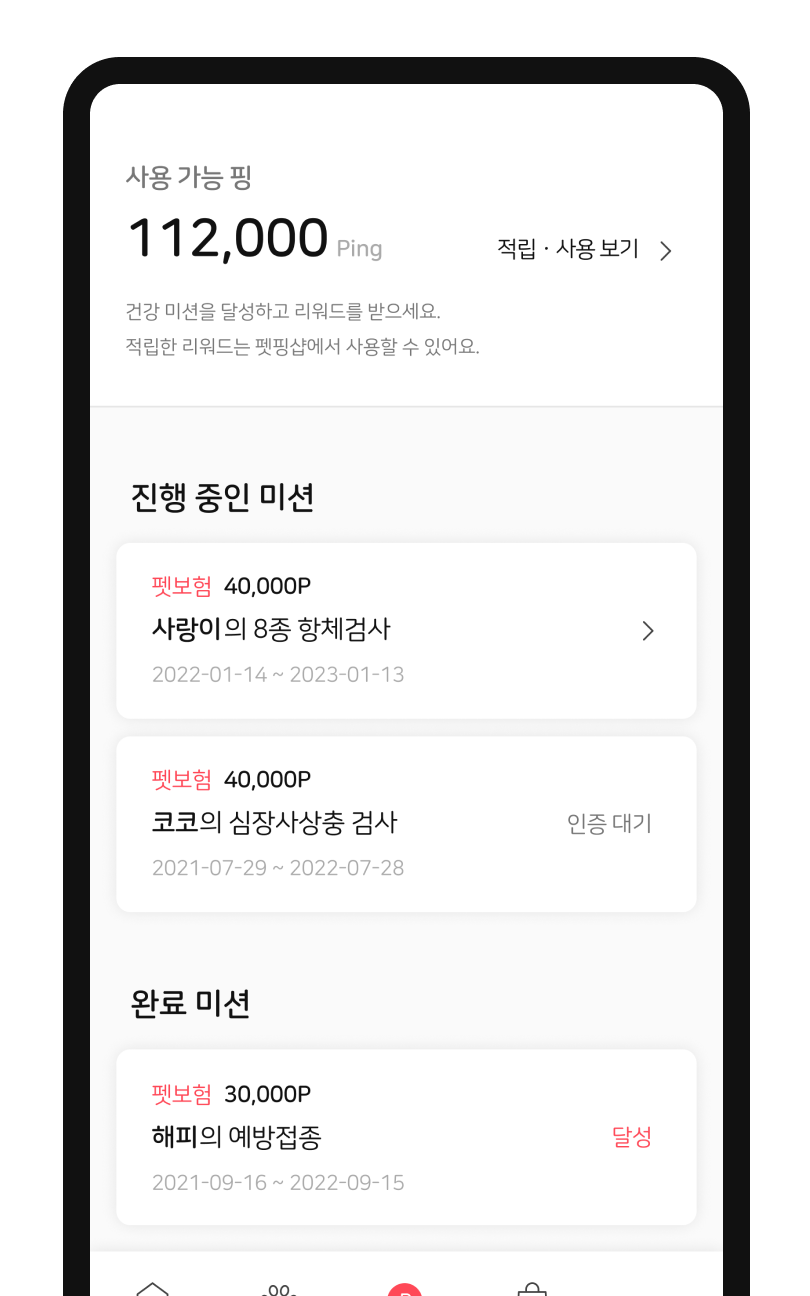 사용 가능 핑
112,000 Ping
적립 · 사용 보기
건강 미션을 달성하고 리워드를 받으세요.
적립한 리워드는 펫핑샵에서 사용할 수 있어요.
진행 중인 미션
펫보험 40,000P
사랑이의 8종 항체검사
2022-01-14 ~ 2023-01-13
펫보험 40,000P
코코의 심장사상충 검사
인증 대기
2021-07-29 ~ 2022-07-28
완료 미션
펫보험 30,000P
해피의 예방접종
달성
2021-09-16 ~ 2022-09-15